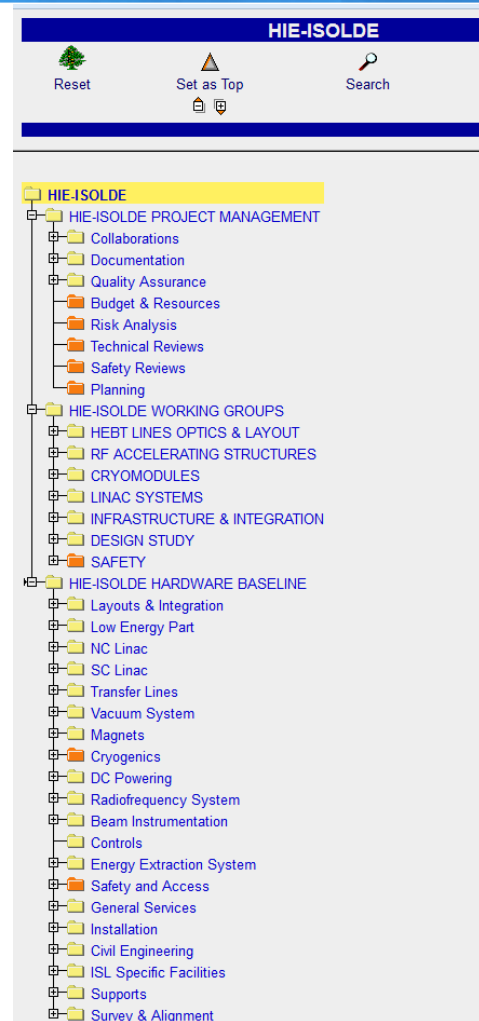 HIE-ISOLDE
Reset Set as Top Search
HIE-ISOLDE
HIE-ISOLDE PROJECT MANAGEMENT
Collaborations
Documentation
Quality Assurance
Budget & Resources
Risk Analysis
Technical Reviews
Safety Reviews
Planning
HIE-ISOLDE WORKING GROUPS
HEBT LINES OPTICS & LAYOUT
RF ACCELERATING STRUCTURES
CRYOMODULES
LINAC SYSTEMS
INFRASTRUCTURE & INTEGRATION
DESIGN STUDY
SAFETY
HIE-ISOLDE HARDWARE BASELINE
Layouts & Integration
Low Energy Part
NC Linac
SC Linac
Transfer Lines
Vacuum System
Magnets
Cryogenics
DC Powering
Radiofrequency System
Beam Instrumentation
Controls
Energy Extraction System
Safety and Access
General Services
Installation
Civil Engineering
ISL Specific Facilities
Supports
Survey & Alignment